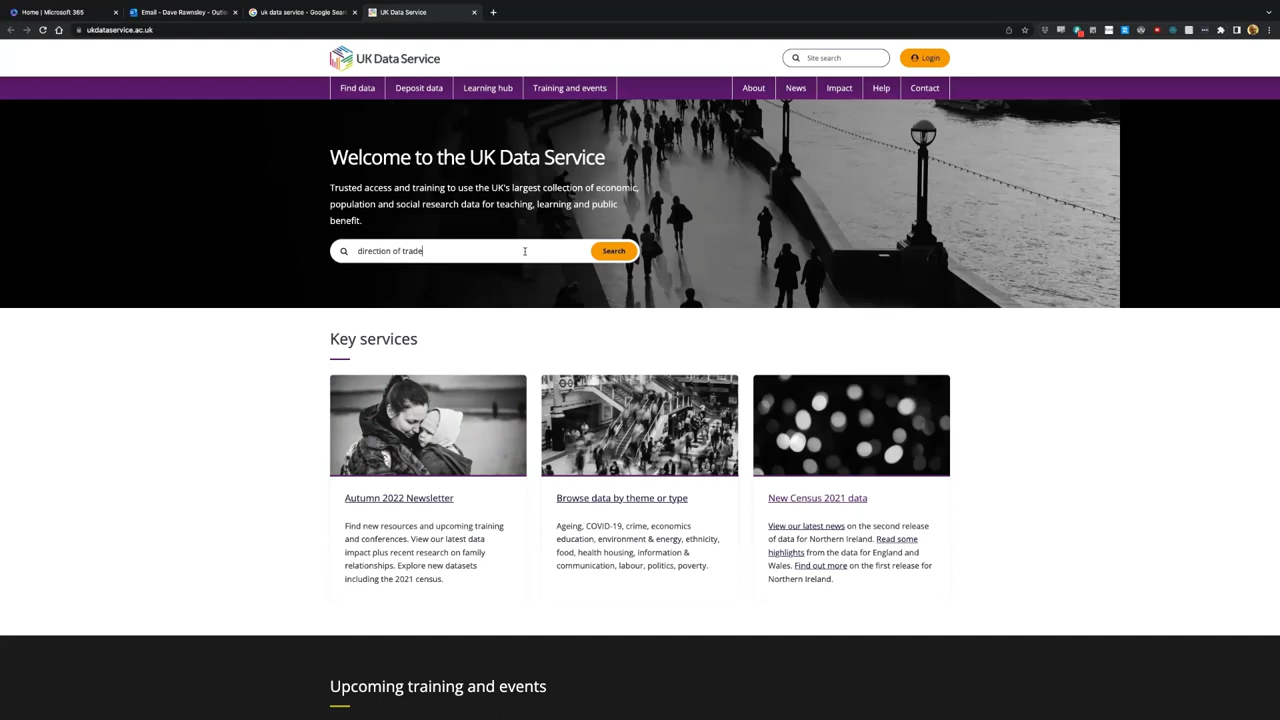 Home | Microsoft 365
Email - Dave Rawnsley - Outlo
uk data service - Google Sear
UK Data Service
ukdataservice.ac.uk
UK Data Service
Site search
Login
Find data
Deposit data
Learning hub
Training and events
About
News
Impact
Help
Contact
Welcome to the UK Data Service
Trusted access and training to use the UK's largest collection of economic,
population and social research data for teaching, learning and public
benefit.
direction of trade
Search
Key services
Autumn 2022 Newsletter
Find new resources and upcoming training
and conferences. View our latest data
impact plus recent research on family
relationships. Explore new datasets
including the 2021 census.
Browse data by theme or type
Ageing, COVID-19, crime, economics
education, environment & energy, ethnicity,
food, health housing, information &
communication, labour, politics, poverty.
New Census 2021 data
View our latest news on the second release
of data for Northern Ireland. Read some
highlights from the data for England and
Wales. Find out more on the first release for
Northern Ireland.
Upcoming training and events